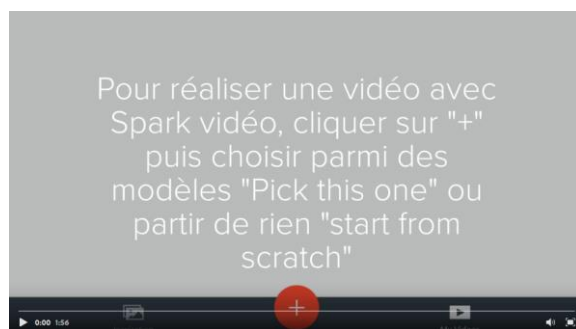 Pour réaliser une vidéo avec
Spark vidéo, cliquer sur "+"
puis choisir parmi des
modèles "Pick this one" ou
partir de rien "start from
scratch"
+
0:00 1:56